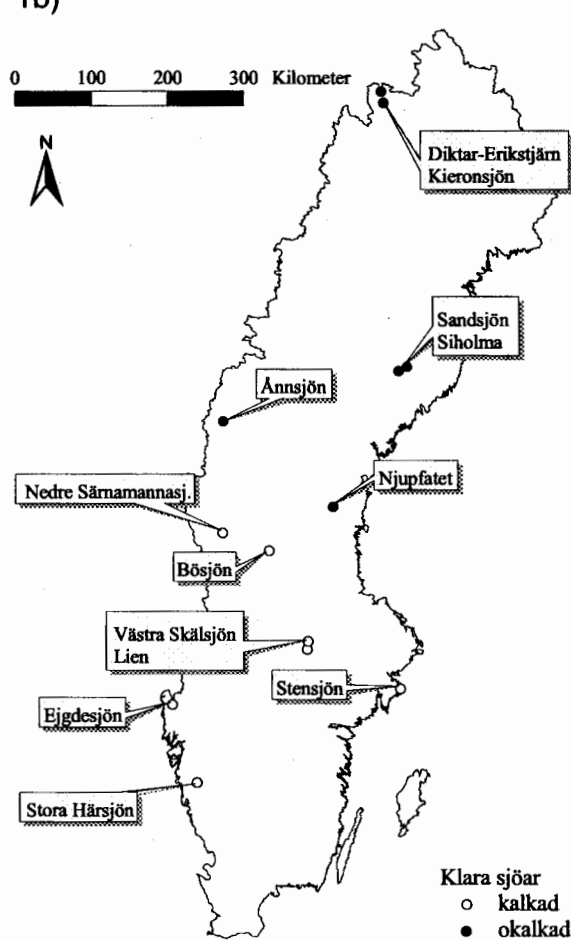 1b)
0 100 200 300 Kilometer
N
Diktar-Erikstjärn
Kieronsjön
Sandsjön
Siholma
Ånnsjön
Njupfatet
Nedre Särnamannasj.
Bösjön
Västra Skälsjön
Lien
Stensjön
Ejgdesjön
Stora Härsjön
Klara sjöar
kalkad
okalkad